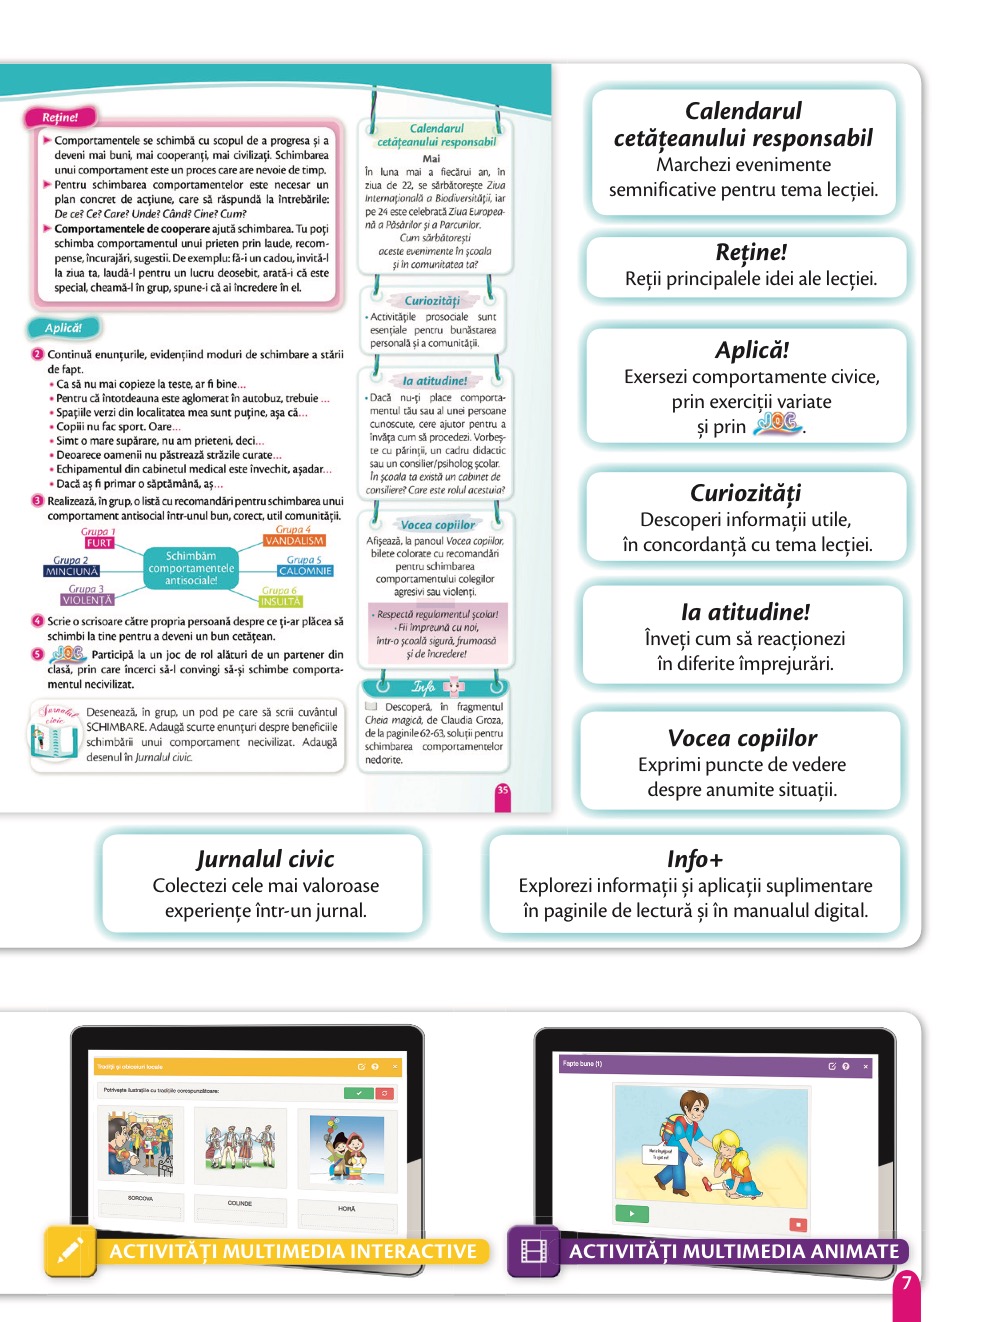 Reține!
Comportamentele se schimbă cu scopul de a progresa și a
deveni mai buni, mai cooperanți, mai civilizați. Schimbarea
unui comportament este un proces care are nevoie de timp.
Pentru schimbarea comportamentelor este necesar un
plan concret de acțiune, care să răspundă la întrebările:
De ce? Ce? Care? Unde? Când? Cine? Cum?
Comportamentele de cooperare ajută schimbarea. Tu poți
schimba comportamentul unui prieten prin laude, recom-
pense, încurajări, sugestii. De exemplu: fă-i un cadou, invită-l
la ziua ta, laudă-l pentru un lucru deosebit, arată-i că este
special, cheamă-l în grup, spune-i că ai încredere în el.
Aplică!
2 Continuă enunțurile, evidențiind moduri de schimbare a stării
de fapt.
• Ca să nu mai copieze la teste, ar fi bine...
• Pentru că întotdeauna este aglomerat în autobuz, trebuie ...
• Spațiile verzi din localitatea mea sunt puține, așa că...
• Copiii nu fac sport. Oare...
• Simt o mare supărare, nu am prieteni, deci...
• Deoarece oamenii nu păstrează străzile curate...
• Echipamentul din cabinetul medical este învechit, așadar...
• Dacă aș fi primar o săptămână, aș...
3 Realizează, în grup, o listă cu recomandări pentru schimbarea unui
comportament antisocial într-unul bun, corect, util comunității.
Grupa 1
FURT
Grupa 2
MINCIUNĂ
Grupa 3
VIOLENȚĂ
Schimbăm
comportamentele
antisociale!
Grupa 4
VANDALISM
Grupa 5
CALOMNIE
Grupa 6
INSULTĂ
4 Scrie o scrisoare către propria persoană despre ce ți-ar plăcea să
schimbi la tine pentru a deveni un bun cetățean.
5 JOC Participă la un joc de rol alături de un partener din
clasă, prin care încerci să-l convingi să-și schimbe comporta-
mentul necivilizat.
Jurnalul
civic
Desenează, în grup, un pod pe care să scrii cuvântul
SCHIMBARE. Adaugă scurte enunțuri despre beneficiile
schimbării unui comportament necivilizat. Adaugă
desenul în Jurnalul civic.
Calendarul
cetățeanului responsabil
Mai
În luna mai a fiecărui an, în
ziua de 22, se sărbătorește Ziua
Internațională a Biodiversității, iar
pe 24 este celebrată Ziua Europea-
nă a Păsărilor și a Parcurilor.
Cum sărbătorești
aceste evenimente în școala
și în comunitatea ta?
Curiozități
• Activitățile prosociale sunt
esențiale pentru bunăstarea
personală și a comunității.
Ia atitudine!
• Dacă nu-ți place comporta-
mentul tău sau al unei persoane
cunoscute, cere ajutor pentru a
învăța cum să procedezi. Vorbeș-
te cu părinții, un cadru didactic
sau un consilier/psiholog școlar.
În școala ta există un cabinet de
consiliere? Care este rolul acestuia?
Vocea copiilor
Afișează, la panoul Vocea copiilor,
bilete colorate cu recomandări
pentru schimbarea
comportamentului colegilor
agresivi sau violenți.
• Respectă regulamentul școlar!
• Fii împreună cu noi,
într-o școală sigură, frumoasă
și de încredere!
Info
Descoperă, în fragmentul
Cheia magică, de Claudia Groza,
de la paginile 62-63, soluții pentru
schimbarea comportamentelor
nedorite.
35
Calendarul
cetățeanului responsabil
Marchezi evenimente
semnificative pentru tema lecției.
Reține!
Reții principalele idei ale lecției.
Aplică!
Exersezi comportamente civice,
prin exerciții variate
și prin JOC.
Curiozități
Descoperi informații utile,
în concordanță cu tema lecției.
Ia atitudine!
Înveți cum să reacționezi
în diferite împrejurări.
Vocea copiilor
Exprimi puncte de vedere
despre anumite situații.
Jurnalul civic
Colectezi cele mai valoroase
experiențe într-un jurnal.
Info+
Explorezi informații și aplicații suplimentare
în paginile de lectură și în manualul digital.
Tradiții și obiceiuri locale
Potrivește ilustrațiile cu tradițiile corespunzătoare:
SORCOVA
COLINDE
HORĂ
ACTIVITĂȚI MULTIMEDIA INTERACTIVE
Fapte bune (1)
ACTIVITĂȚI MULTIMEDIA ANIMATE
7